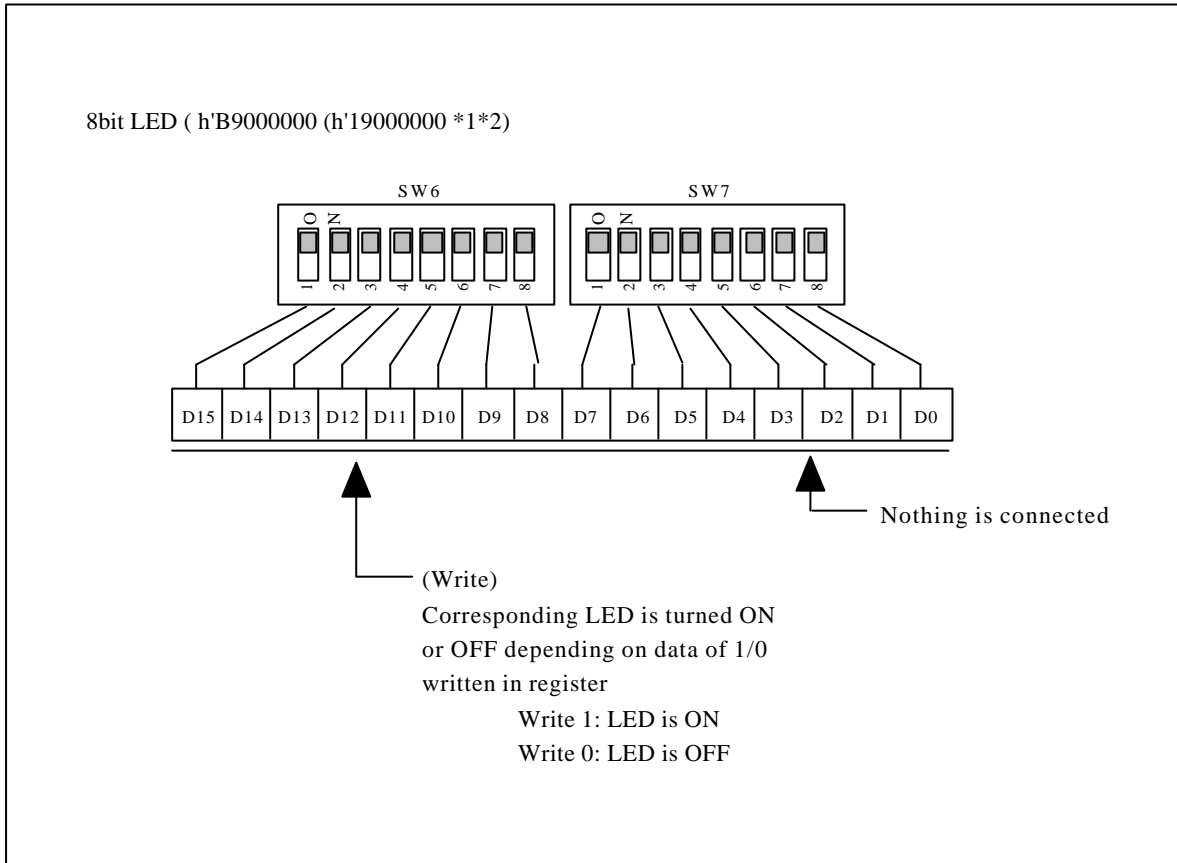 8bit LED ( h'B9000000 (h'19000000 *1*2)
SW6 SW7
O N O N
1 2 3 4 5 6 7 8 1 2 3 4 5 6 7 8
D15 D14 D13 D12 D11 D10 D9 D8 D7 D6 D5 D4 D3 D2 D1 D0
Nothing is connected
(Write)
Corresponding LED is turned ON
or OFF depending on data of 1/0
written in register
Write 1: LED is ON
Write 0: LED is OFF